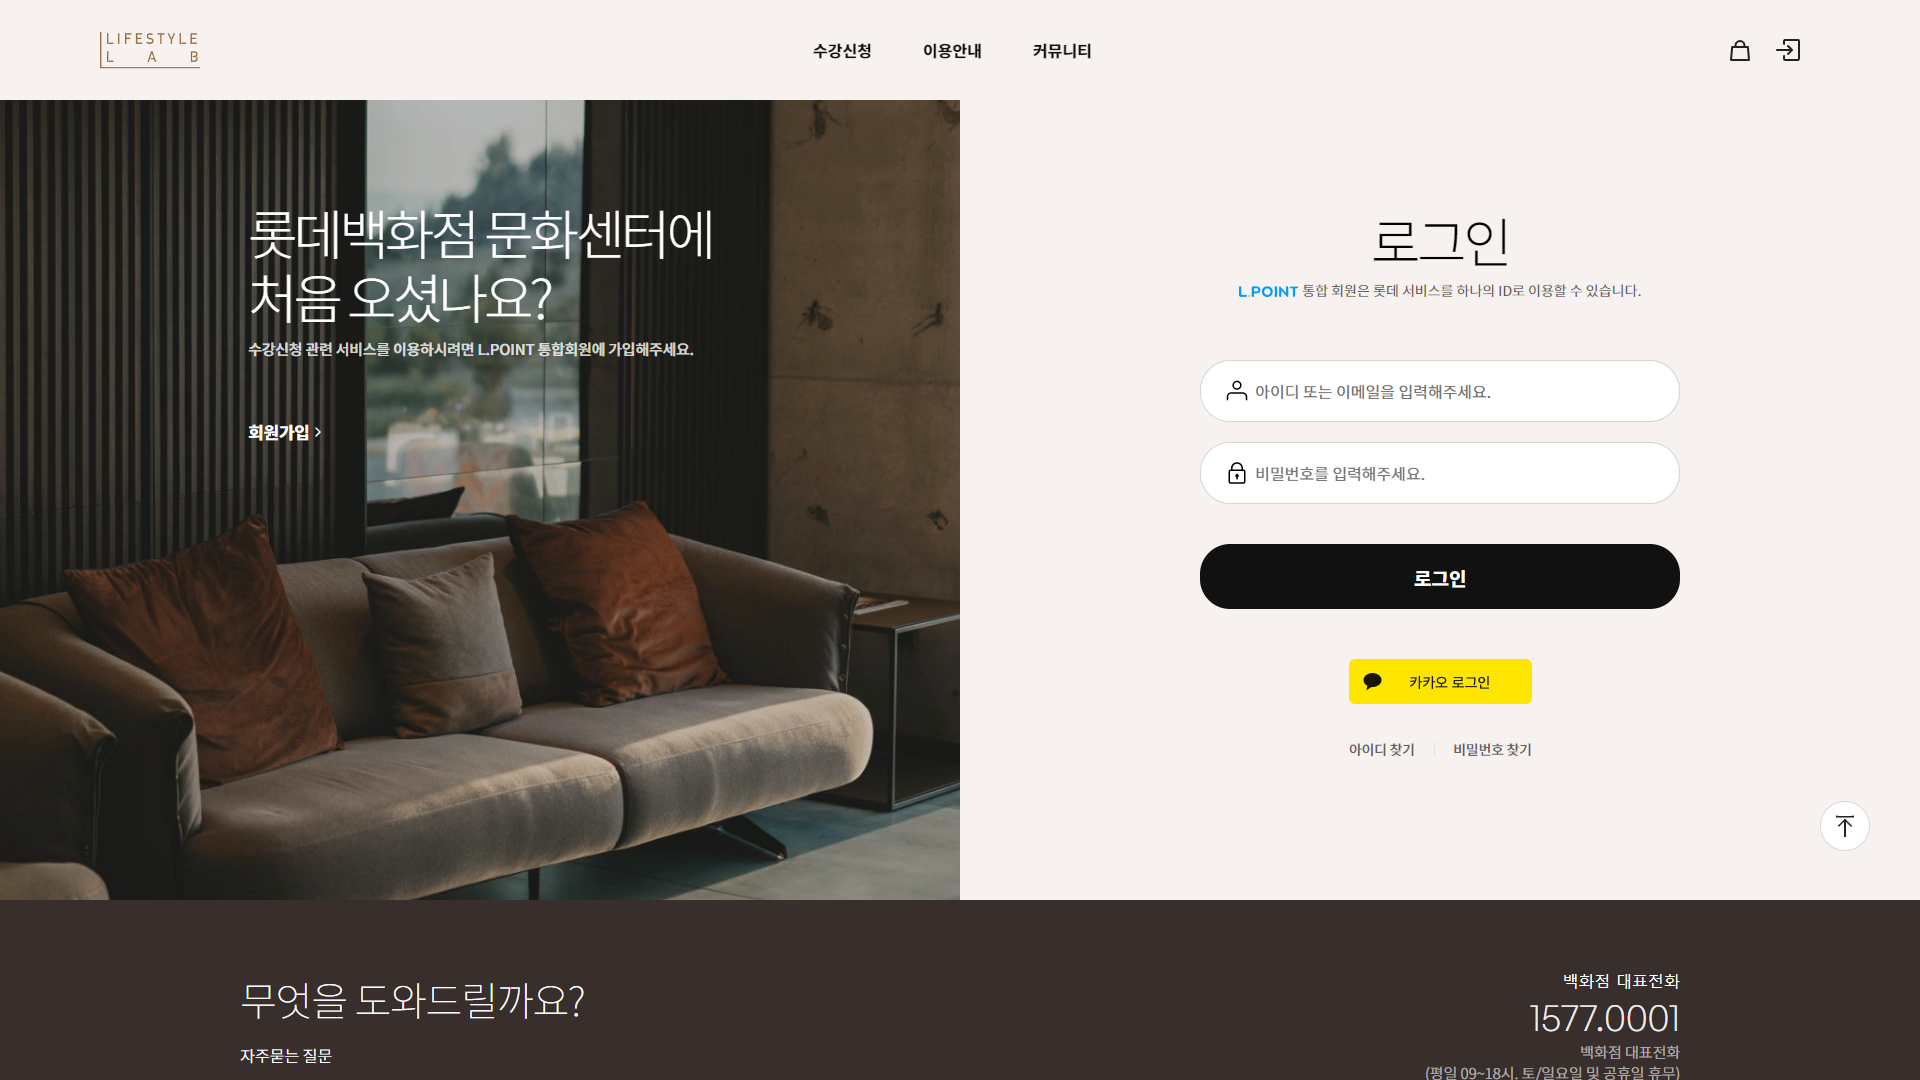 LIFESTYLE
LAB
수강신청
이용안내
커뮤니티
롯데백화점 문화센터에
처음 오셨나요?
수강신청 관련 서비스를 이용하시려면 L.POINT 통합회원에 가입해주세요.
회원가입
로그인
L.POINT 통합 회원은 롯데 서비스를 하나의 ID로 이용할 수 있습니다.
아이디 또는 이메일을 입력해주세요.
비밀번호를 입력해주세요.
로그인
카카오 로그인
아이디 찾기
비밀번호 찾기
무엇을 도와드릴까요?
자주묻는 질문
백화점 대표전화
1577.0001
백화점 대표전화
(평일 09~18시. 토/일요일 및 공휴일 휴무)